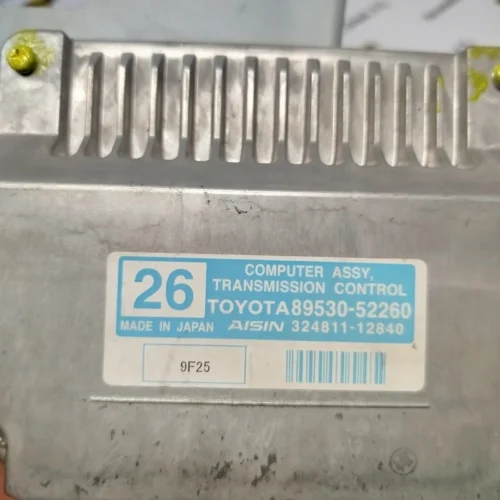 26
COMPUTER ASSY,
TRANSMISSION CONTROL
TOYOTA 89530-52260
MADE IN JAPAN AISIN 324811-12840
9F25